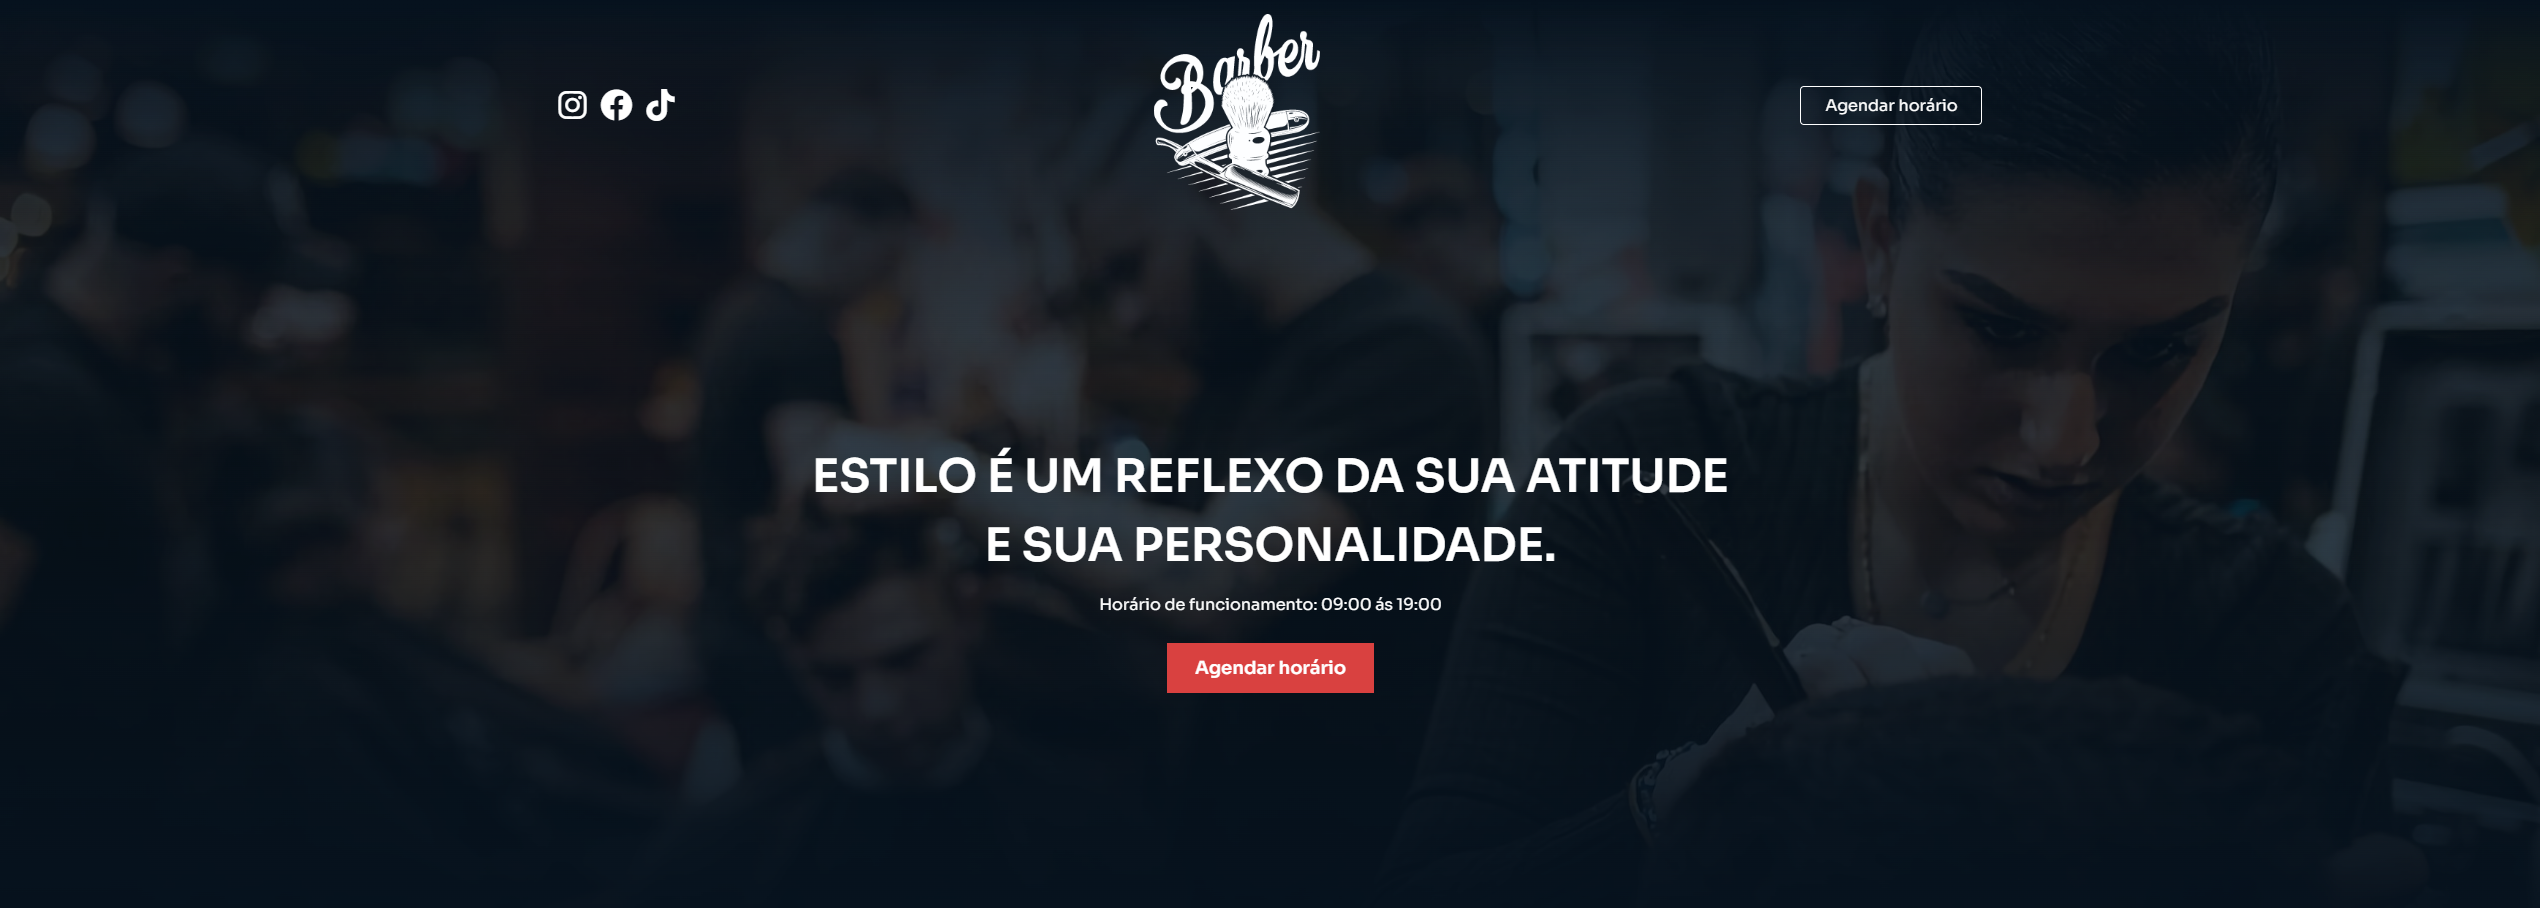 Barber
Agendar horário
ESTILO É UM REFLEXO DA SUA ATITUDE
E SUA PERSONALIDADE.
Horário de funcionamento: 09:00 ás 19:00
Agendar horário